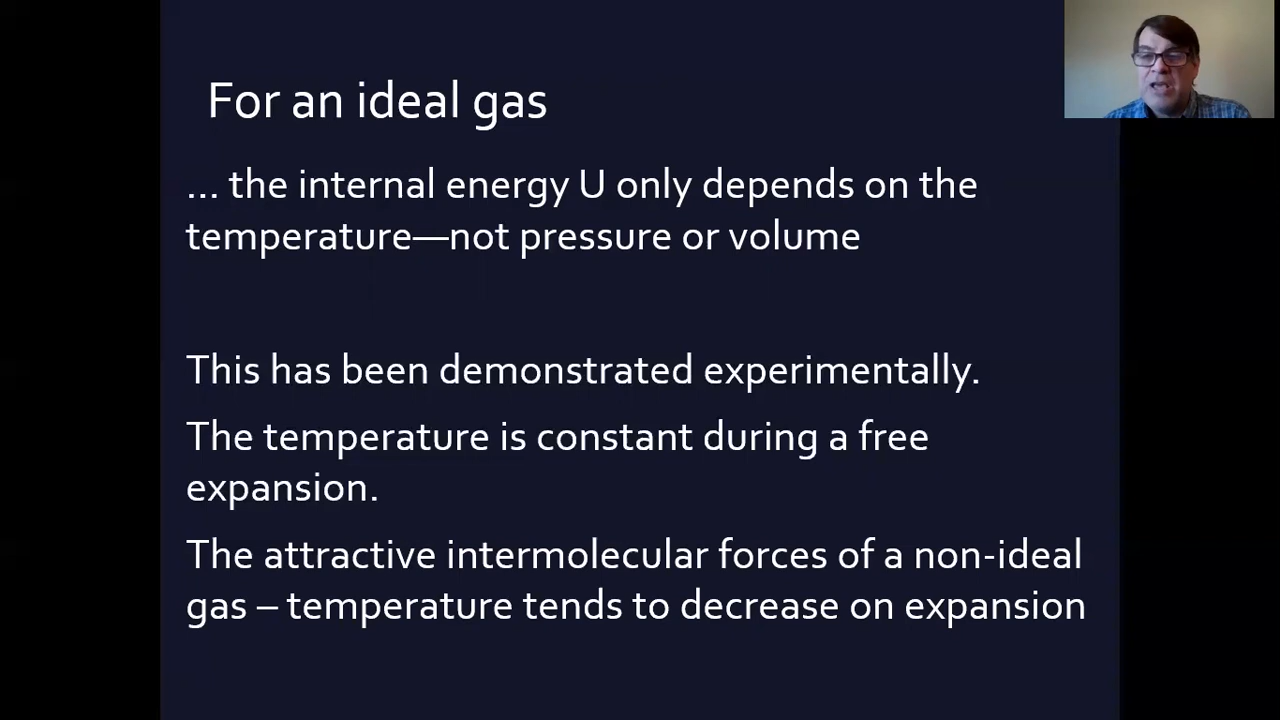 For an ideal gas
... the internal energy U only depends on the
temperature—not pressure or volume
This has been demonstrated experimentally.
The temperature is constant during a free
expansion.
The attractive intermolecular forces of a non-ideal
gas – temperature tends to decrease on expansion